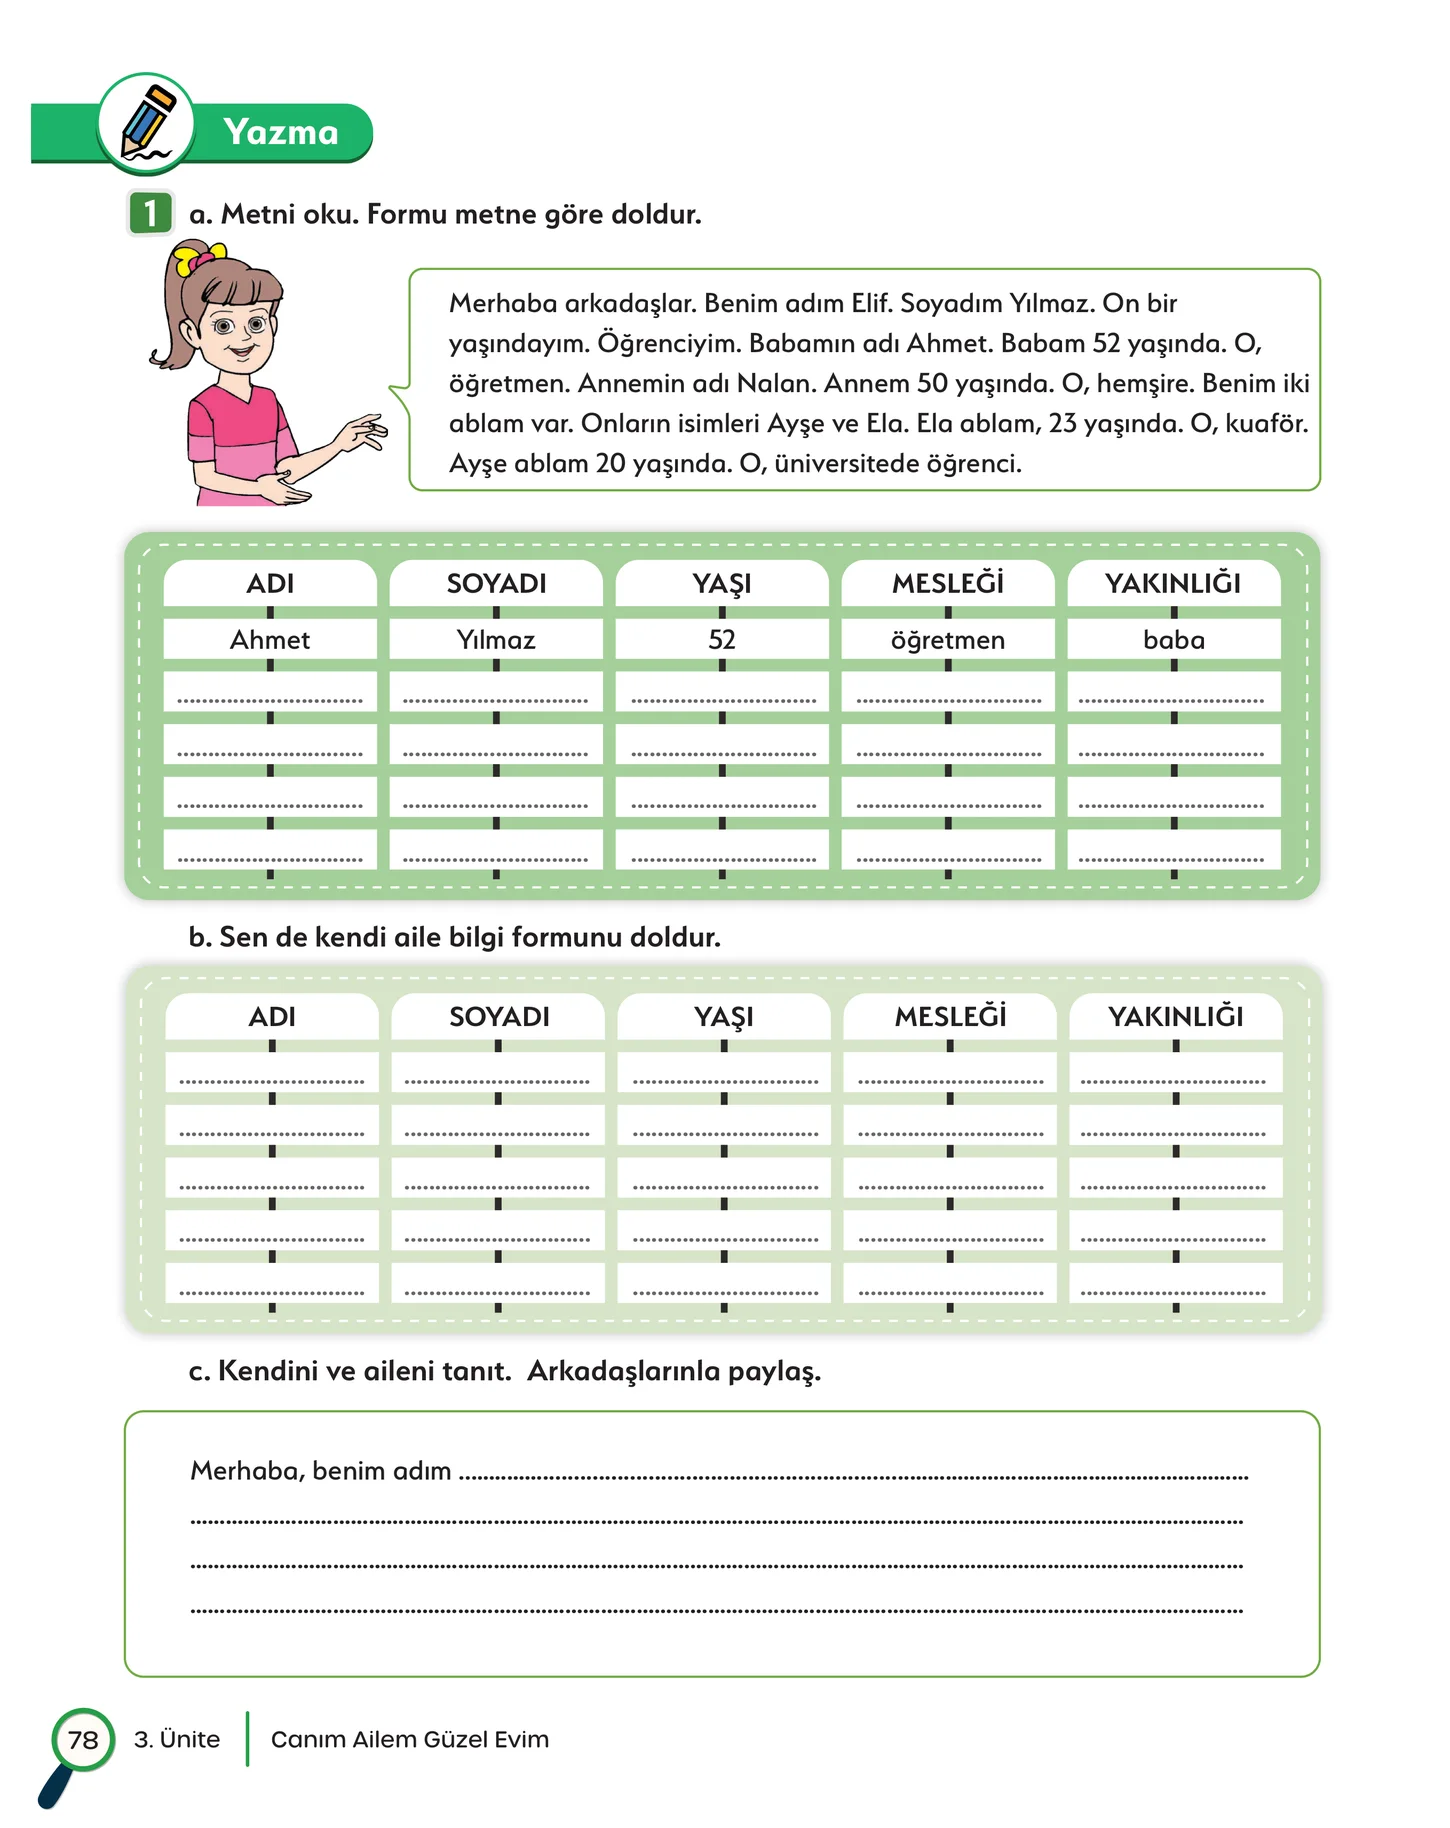 Yazma
1 a. Metni oku. Formu metne göre doldur.
Merhaba arkadaşlar. Benim adım Elif. Soyadım Yılmaz. On bir
yaşındayım. Öğrenciyim. Babamın adı Ahmet. Babam 52 yaşında. O,
öğretmen. Annemin adı Nalan. Annem 50 yaşında. O, hemşire. Benim iki
ablam var. Onların isimleri Ayşe ve Ela. Ela ablam, 23 yaşında. O, kuaför.
Ayşe ablam 20 yaşında. O, üniversitede öğrenci.
ADI SOYADI YAŞI MESLEĞİ YAKINLIĞI
Ahmet Yılmaz 52 öğretmen baba
b. Sen de kendi aile bilgi formunu doldur.
ADI SOYADI YAŞI MESLEĞİ YAKINLIĞI
c. Kendini ve aileni tanıt. Arkadaşlarınla paylaş.
Merhaba, benim adım
78 3. Ünite Canım Ailem Güzel Evim